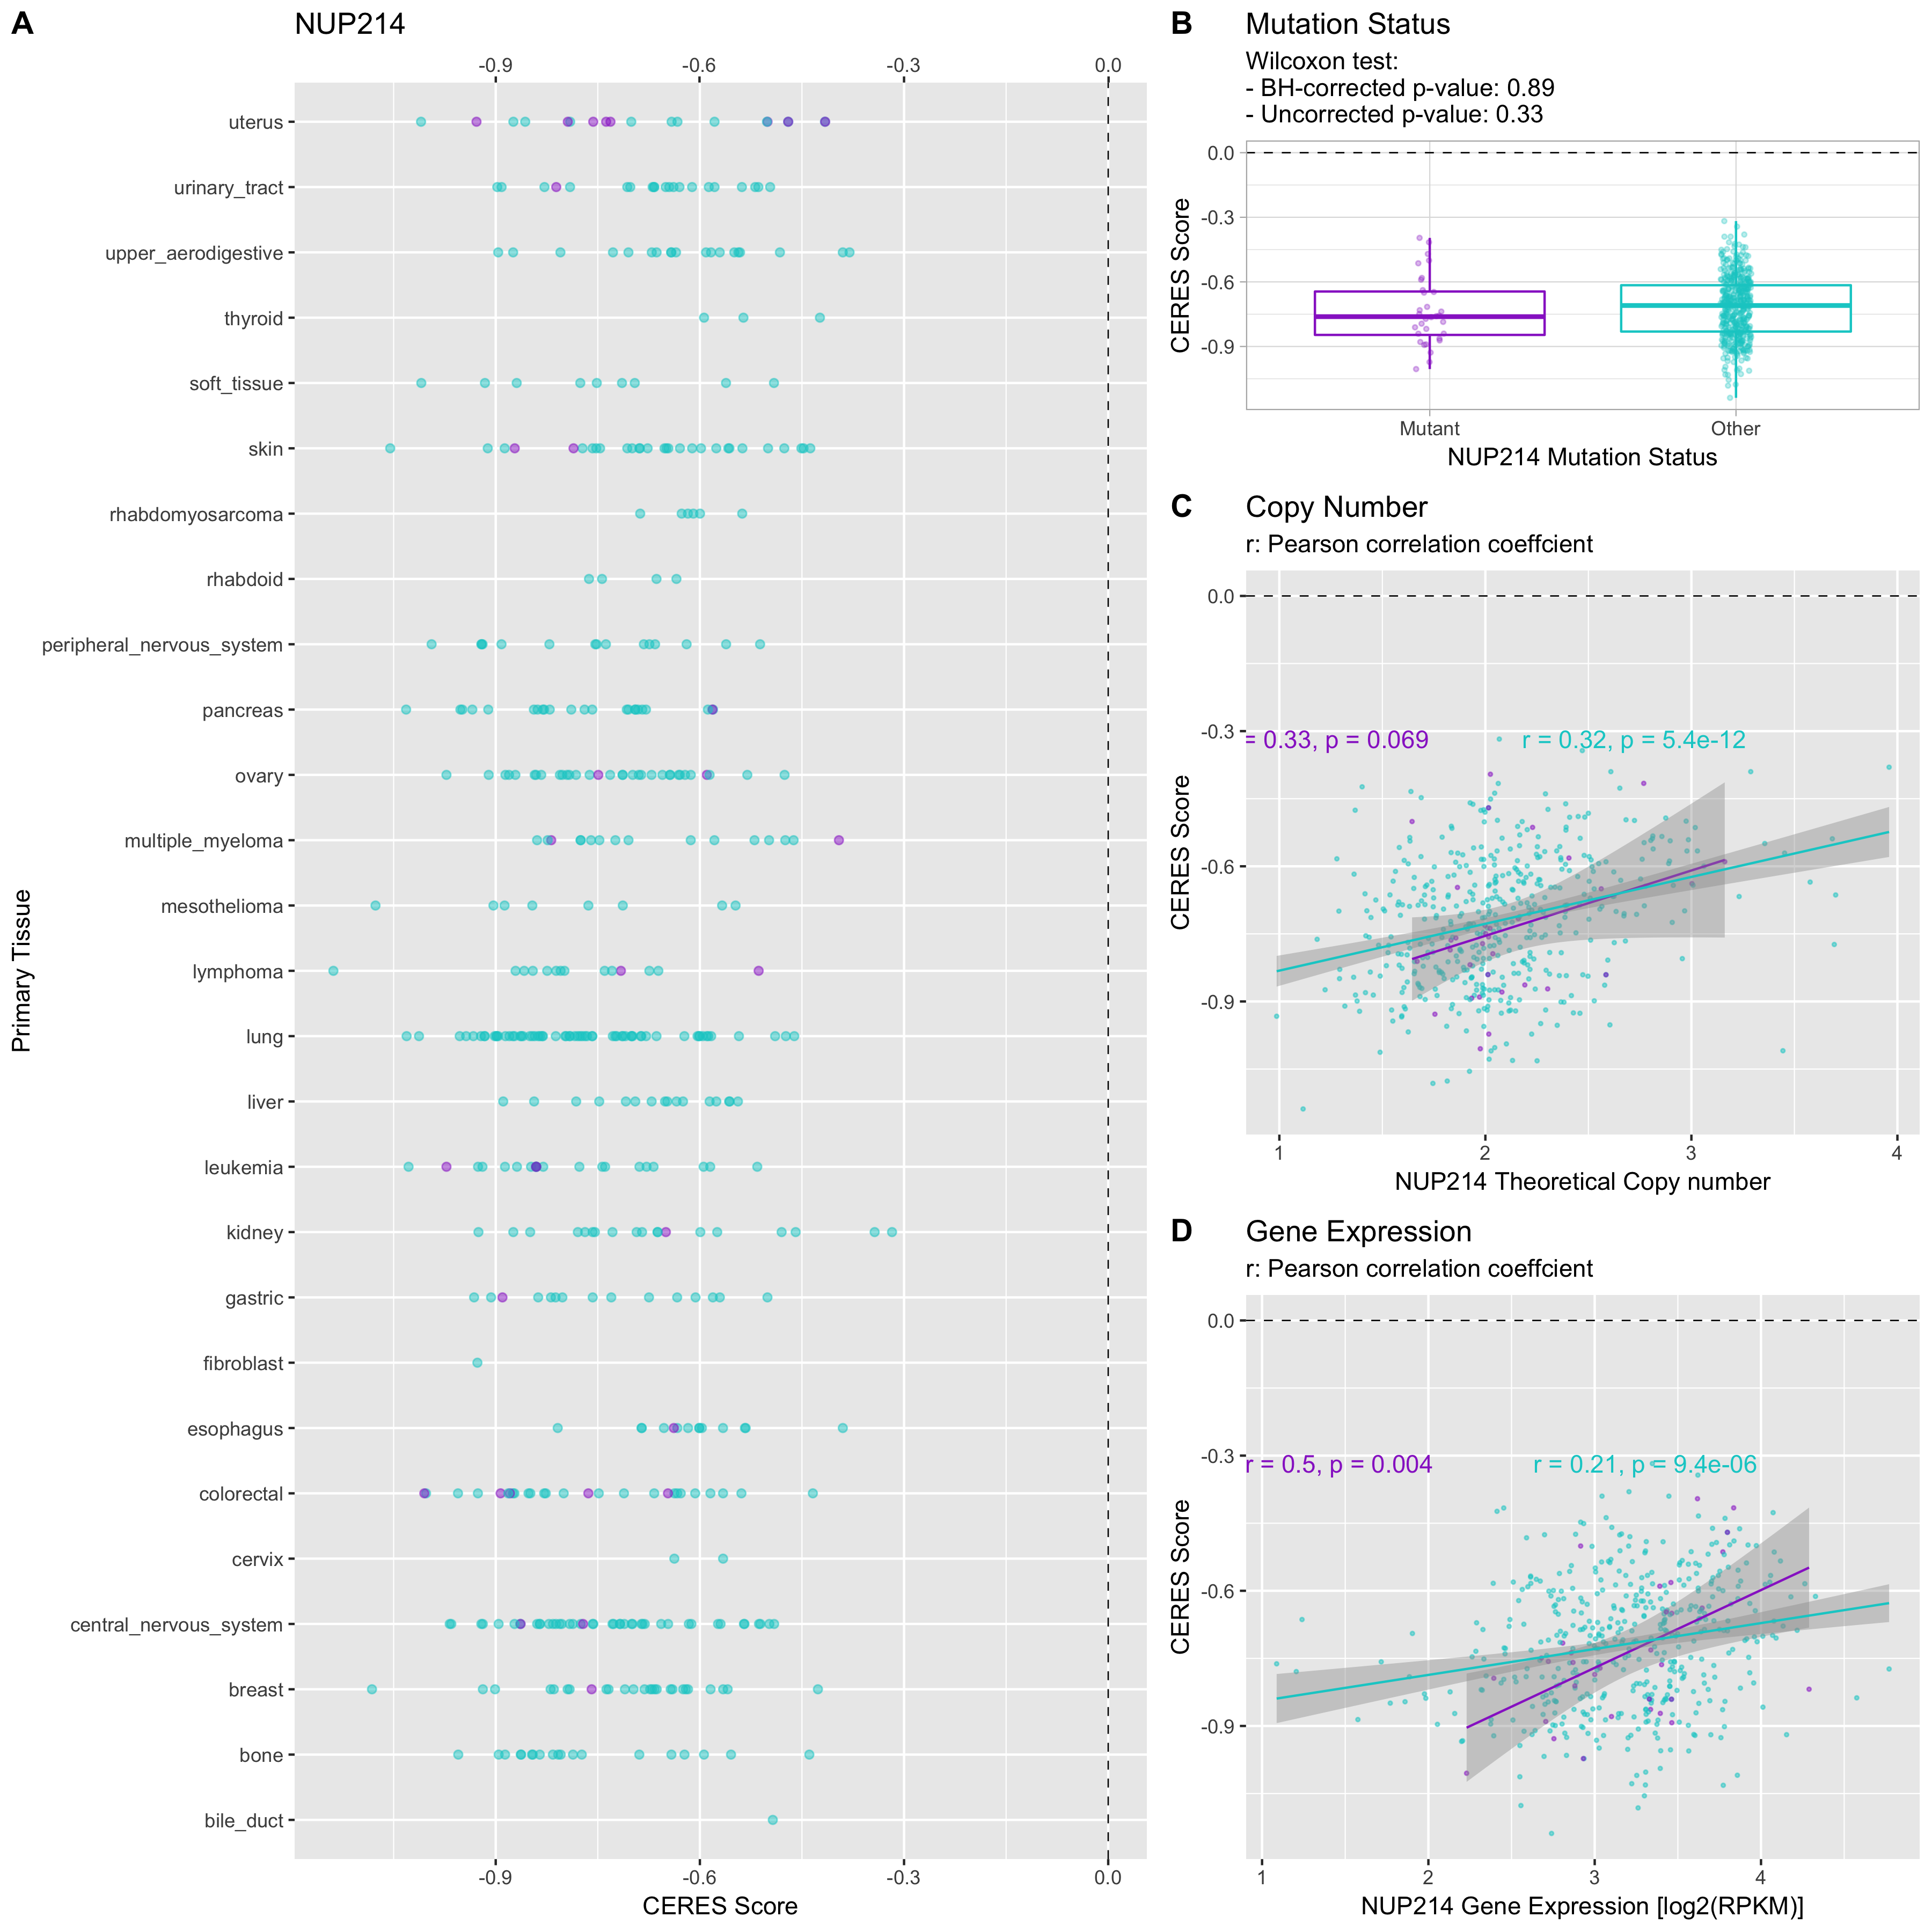 A
NUP214
-0.9 -0.6 -0.3 0.0
uterus
urinary_tract
upper_aerodigestive
thyroid
soft_tissue
skin
rhabdomyosarcoma
rhabdoid
peripheral_nervous_system
pancreas
ovary
multiple_myeloma
mesothelioma
lymphoma
lung
liver
leukemia
kidney
gastric
fibroblast
esophagus
colorectal
cervix
central_nervous_system
breast
bone
bile_duct
Primary Tissue
-0.9 -0.6 -0.3 0.0
CERES Score
B
Mutation Status
Wilcoxon test:
- BH-corrected p-value: 0.89
- Uncorrected p-value: 0.33
0.0
-0.3
-0.6
-0.9
CERES Score
Mutant Other
NUP214 Mutation Status
C
Copy Number
r: Pearson correlation coeffcient
0.0
-0.3
-0.6
-0.9
CERES Score
= 0.33, p = 0.069 r = 0.32, p = 5.4e-12
1 2 3 4
NUP214 Theoretical Copy number
D
Gene Expression
r: Pearson correlation coeffcient
0.0
-0.3
-0.6
-0.9
CERES Score
r = 0.5, p = 0.004 r = 0.21, p = 9.4e-06
1 2 3 4
NUP214 Gene Expression [log2(RPKM)]